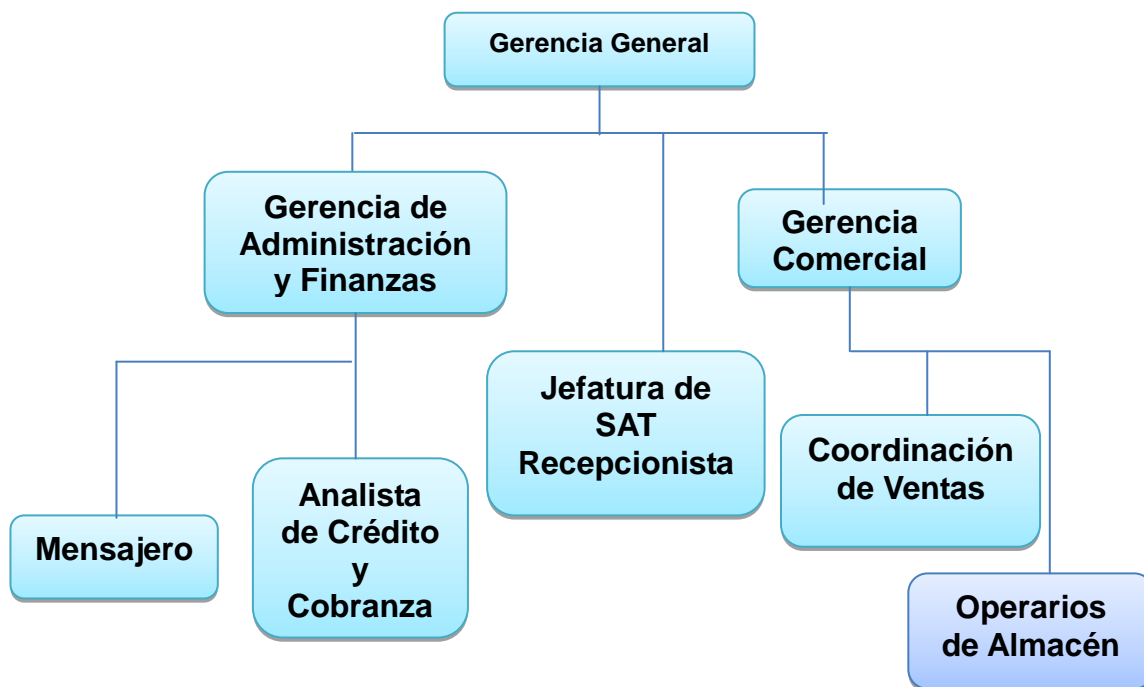 Gerencia General
Gerencia de
Administración
y Finanzas
Gerencia
Comercial
Jefatura de
SAT
Recepcionista
Coordinación
de Ventas
Mensajero
Analista
de Crédito
y
Cobranza
Operarios
de Almacén